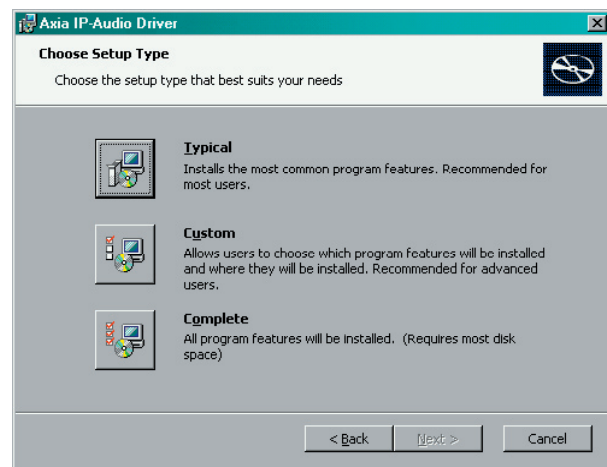 Axia IP-Audio Driver
Choose Setup Type
Choose the setup type that best suits your needs
Typical
Installs the most common program features. Recommended for
most users.
Custom
Allows users to choose which program features will be installed
and where they will be installed. Recommended for advanced
users.
Complete
All program features will be installed. (Requires most disk
space)
< Back
Next >
Cancel